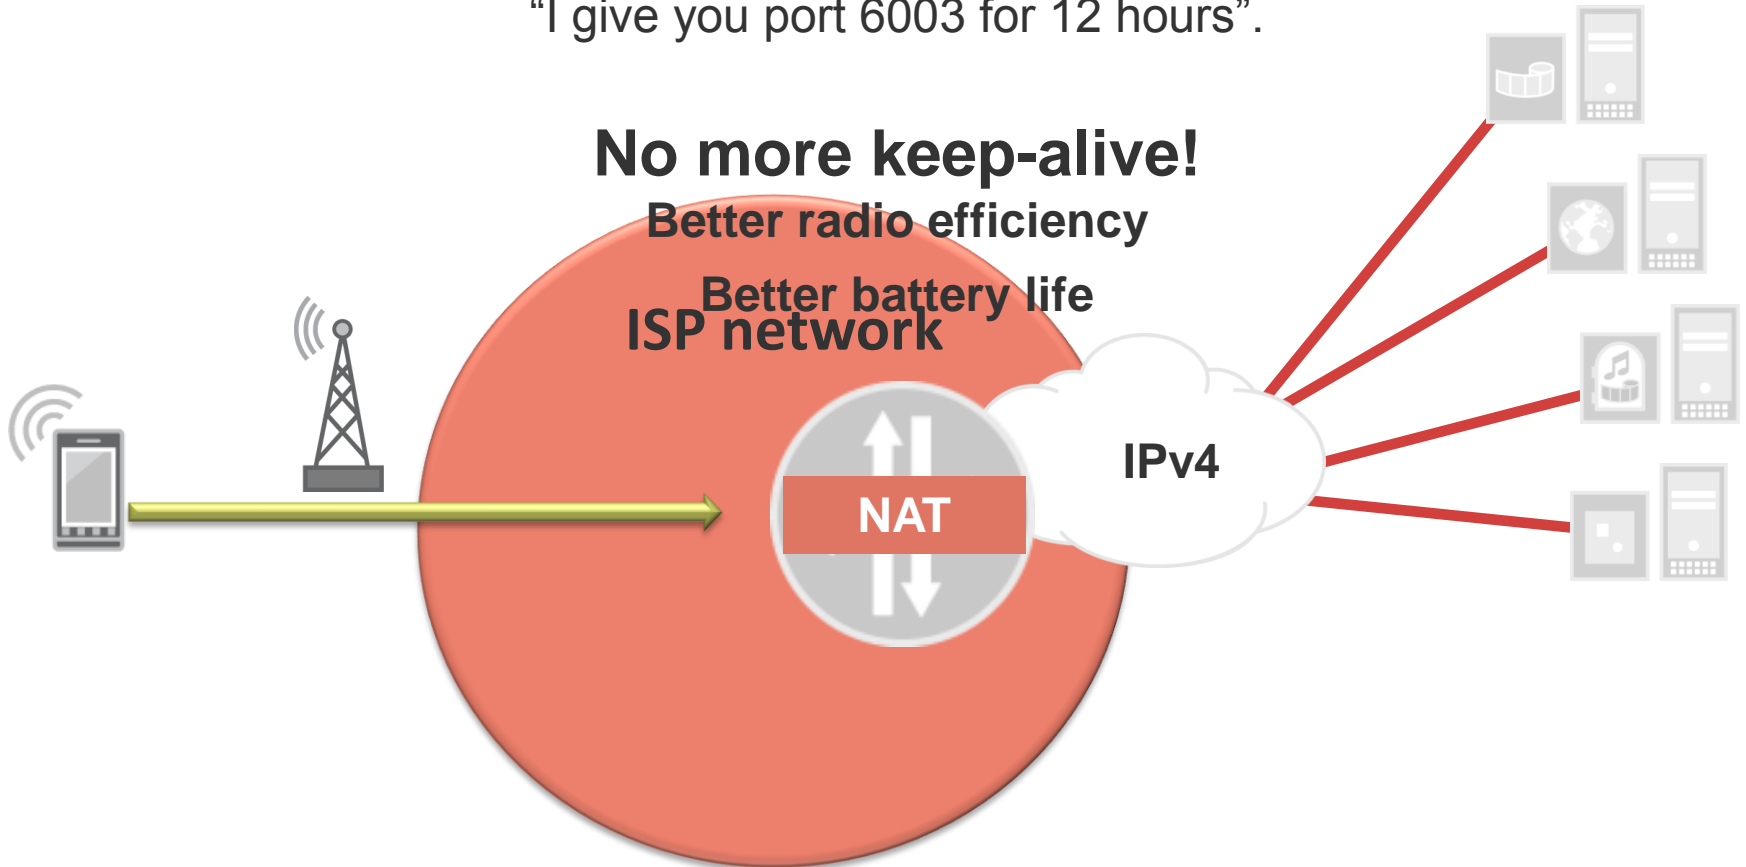 “I give you port 6003 for 12 hours”.
No more keep-alive!
Better radio efficiency
Better battery life
ISP network
IPv4
NAT